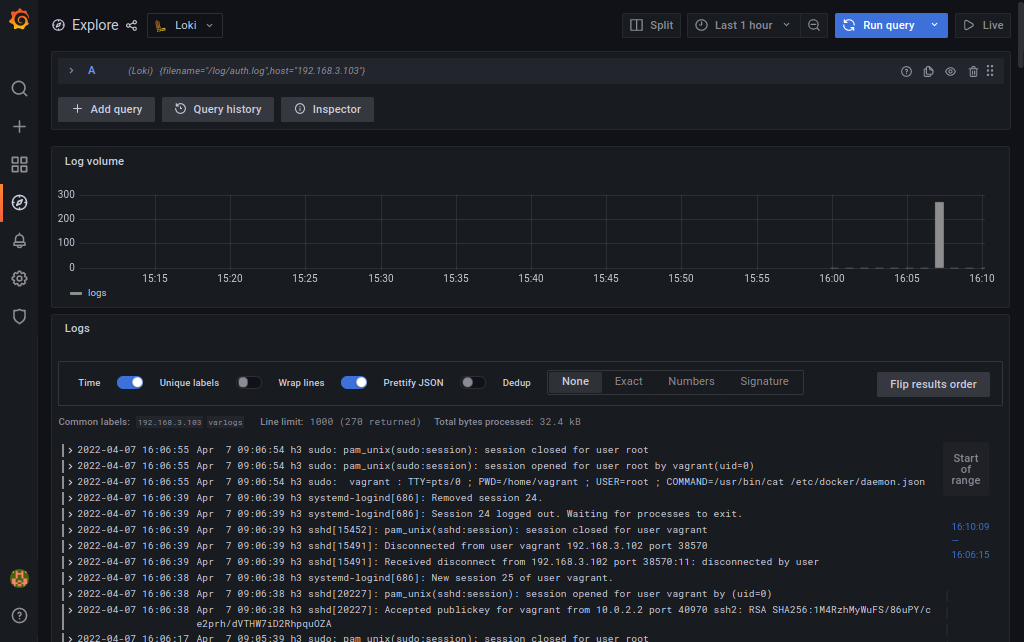 Explore Loki Split Last 1 hour Run query Live
A (Loki) {filename="/log/auth.log",host="192.168.3.103"}
Add query Query history Inspector
Log volume
300
200
100
0
15:15 15:20 15:25 15:30 15:35 15:40 15:45 15:50 15:55 16:00 16:05 16:10
logs
Logs
Time Unique labels Wrap lines Prettify JSON Dedup None Exact Numbers Signature Flip results order
Common labels: 192.168.3.103 varlogs Line limit: 1000 (270 returned) Total bytes processed: 32.4 kB
2022-04-07 16:06:55 Apr  7 09:06:54 h3 sudo: pam_unix(sudo:session): session closed for user root
2022-04-07 16:06:55 Apr  7 09:06:54 h3 sudo: pam_unix(sudo:session): session opened for user root by vagrant(uid=0)
2022-04-07 16:06:55 Apr  7 09:06:54 h3 sudo:  vagrant : TTY=pts/0 ; PWD=/home/vagrant ; USER=root ; COMMAND=/usr/bin/cat /etc/docker/daemon.json
2022-04-07 16:06:39 Apr  7 09:06:39 h3 systemd-logind[686]: Removed session 24.
2022-04-07 16:06:39 Apr  7 09:06:39 h3 systemd-logind[686]: Session 24 logged out. Waiting for processes to exit.
2022-04-07 16:06:39 Apr  7 09:06:39 h3 sshd[15452]: pam_unix(sshd:session): session closed for user vagrant
2022-04-07 16:06:39 Apr  7 09:06:39 h3 sshd[15491]: Disconnected from user vagrant 192.168.3.102 port 38570
2022-04-07 16:06:39 Apr  7 09:06:39 h3 sshd[15491]: Received disconnect from 192.168.3.102 port 38570:11: disconnected by user
2022-04-07 16:06:38 Apr  7 09:06:38 h3 systemd-logind[686]: New session 25 of user vagrant.
2022-04-07 16:06:38 Apr  7 09:06:38 h3 sshd[20227]: pam_unix(sshd:session): session opened for user vagrant by (uid=0)
2022-04-07 16:06:38 Apr  7 09:06:38 h3 sshd[20227]: Accepted publickey for vagrant from 10.0.2.2 port 40970 ssh2: RSA SHA256:1M4RzhMyWuFS/86uPY/c
e2prh/dVTHW7iD2RhpquOZA
2022-04-07 16:06:17 Apr  7 09:05:39 h3 sudo: pam_unix(sudo:session): session closed for user root
Start
of
range
16:10:09
—
16:06:15